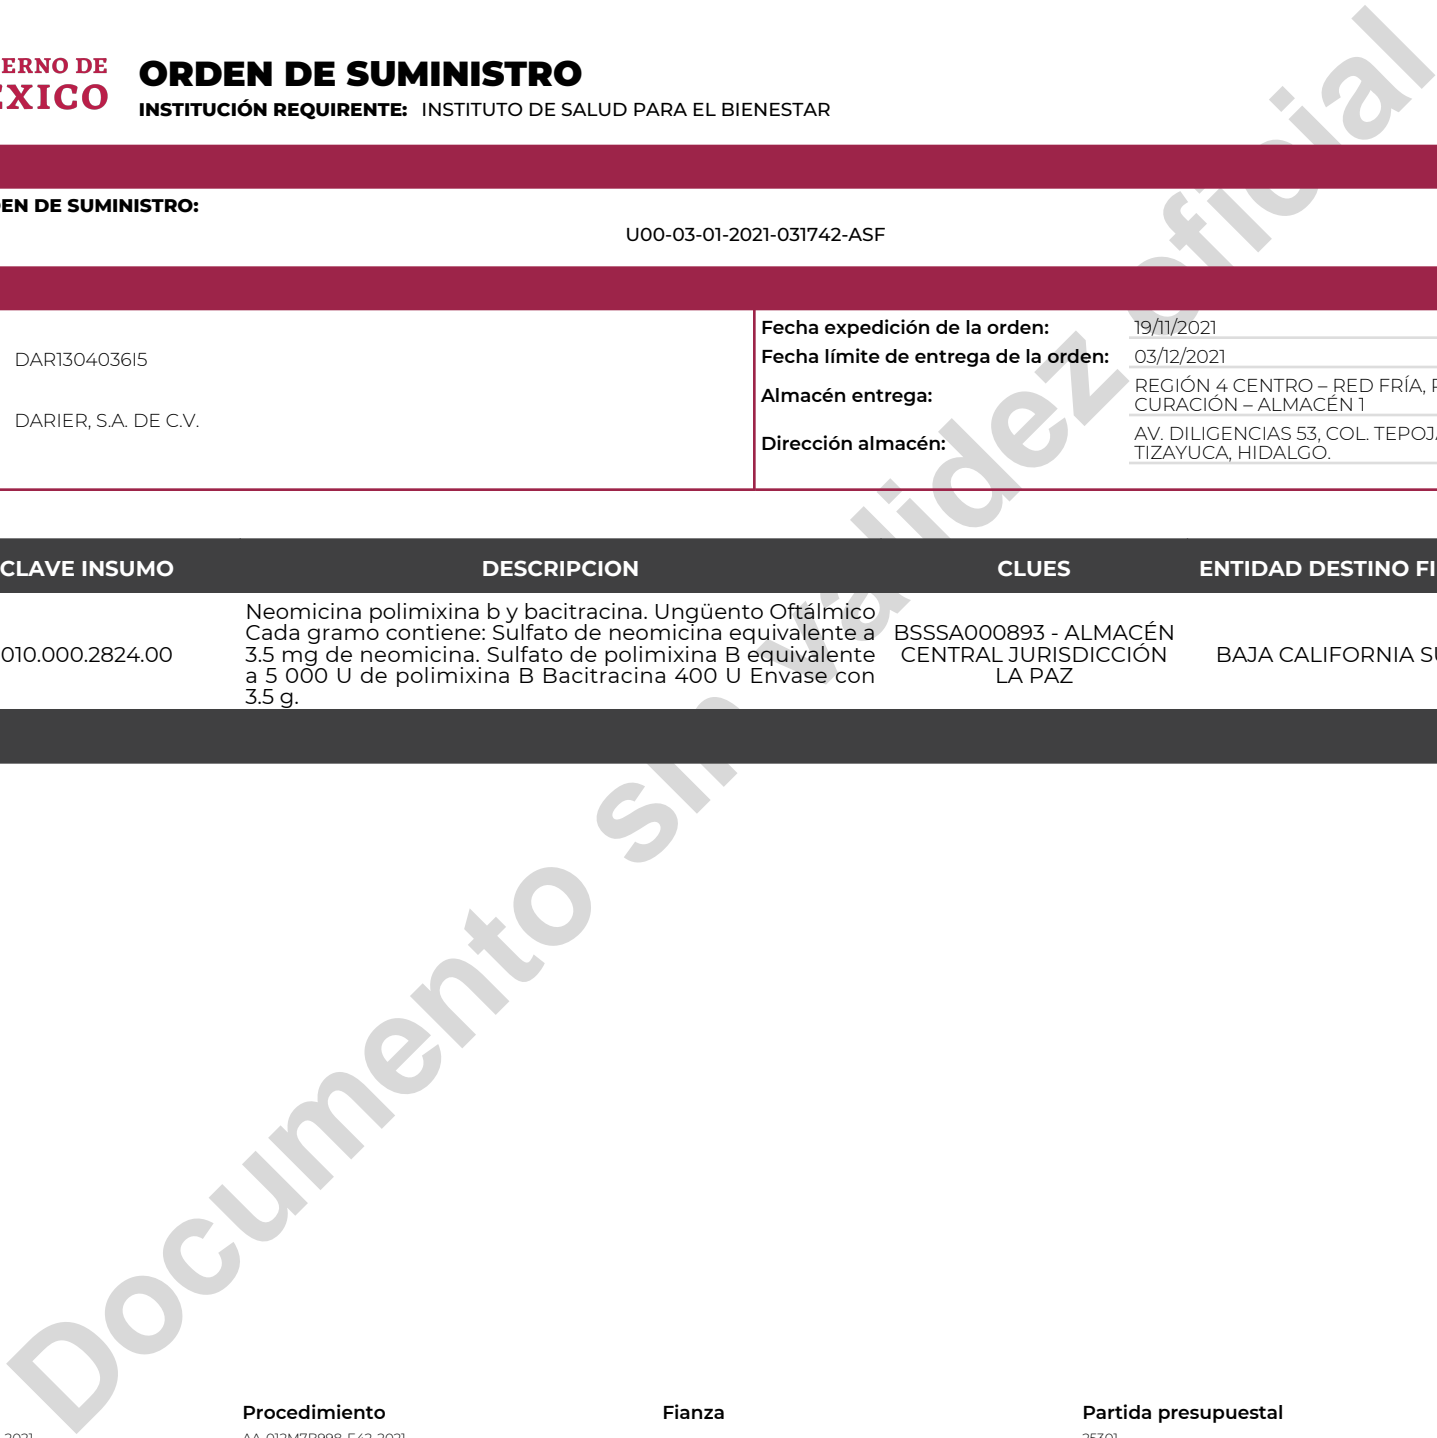 ERNO DE
ÉXICO
ORDEN DE SUMINISTRO
INSTITUCIÓN REQUIRENTE: INSTITUTO DE SALUD PARA EL BIENESTAR
EN DE SUMINISTRO:
U00-03-01-2021-031742-ASF
DAR1304036I5
DARIER, S.A. DE C.V.
Fecha expedición de la orden: 19/11/2021
Fecha límite de entrega de la orden: 03/12/2021
Almacén entrega:
REGIÓN 4 CENTRO – RED FRÍA,
CURACIÓN – ALMACÉN 1
Dirección almacén:
AV. DILIGENCIAS 53, COL. TEPOJ
TIZAYUCA, HIDALGO.
CLAVE INSUMO DESCRIPCION CLUES ENTIDAD DESTINO FI
010.000.2824.00
Neomicina polimixina b y bacitracina. Ungüento Oftálmico
Cada gramo contiene: Sulfato de neomicina equivalente a
3.5 mg de neomicina. Sulfato de polimixina B equivalente
a 5 000 U de polimixina B Bacitracina 400 U Envase con
3.5 g.
BSSSA000893 - ALMACÉN
CENTRAL JURISDICCIÓN
LA PAZ
BAJA CALIFORNIA SU
Documento sin validez oficial
Procedimiento Fianza Partida presupuestal